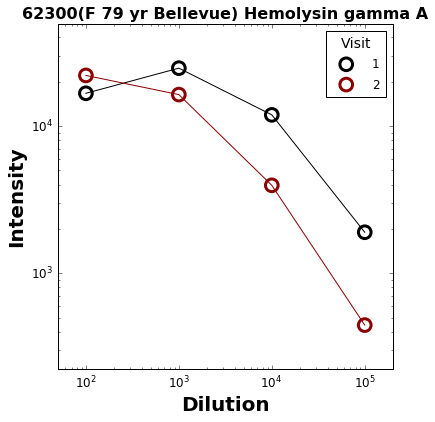 62300(F 79 yr Bellevue) Hemolysin gamma A
Visit
1
2
Intensity
10⁴
10³
10² 10³ 10⁴ 10⁵
Dilution